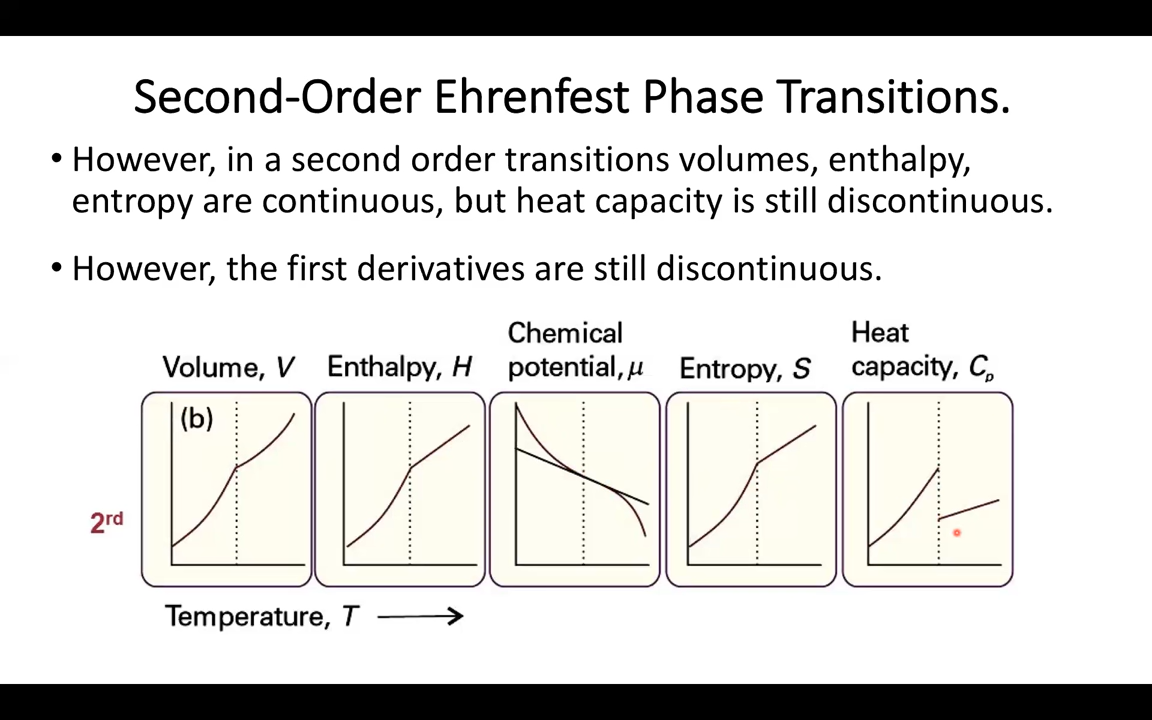 Second-Order Ehrenfest Phase Transitions.
• However, in a second order transitions volumes, enthalpy,
entropy are continuous, but heat capacity is still discontinuous.
• However, the first derivatives are still discontinuous.
Volume, V
Enthalpy, H
Chemical
potential, μ
Entropy, S
Heat
capacity, Cp
(b)
2rd
Temperature, T